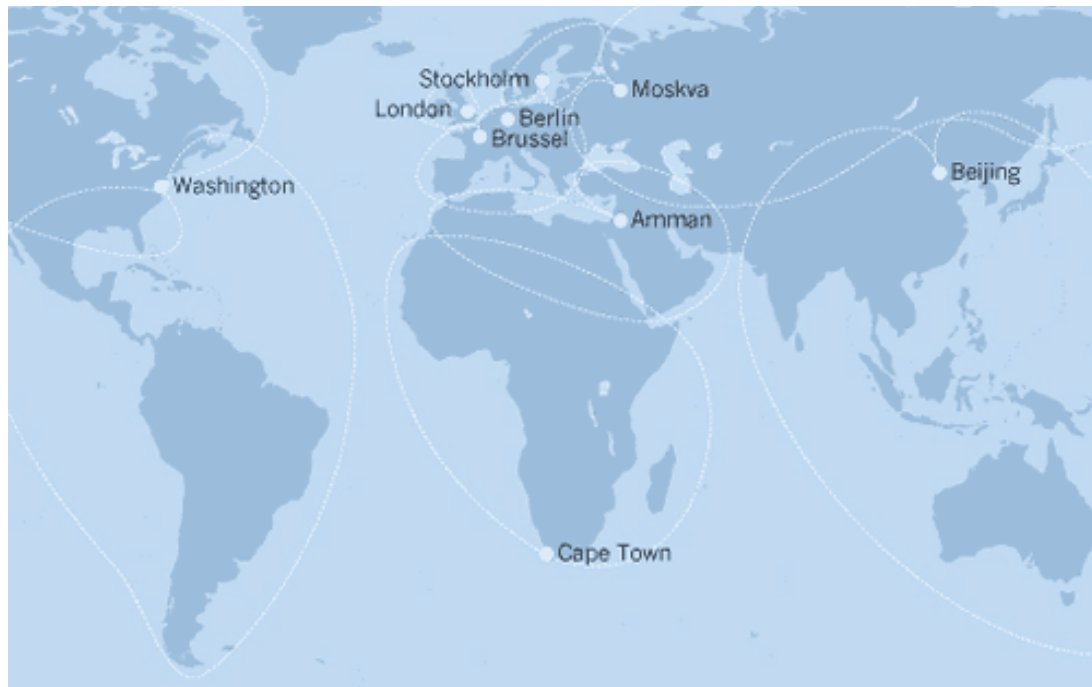 Stockholm
Moskva
London
Berlin
Brussel
Washington
Beijing
Amman
Cape Town